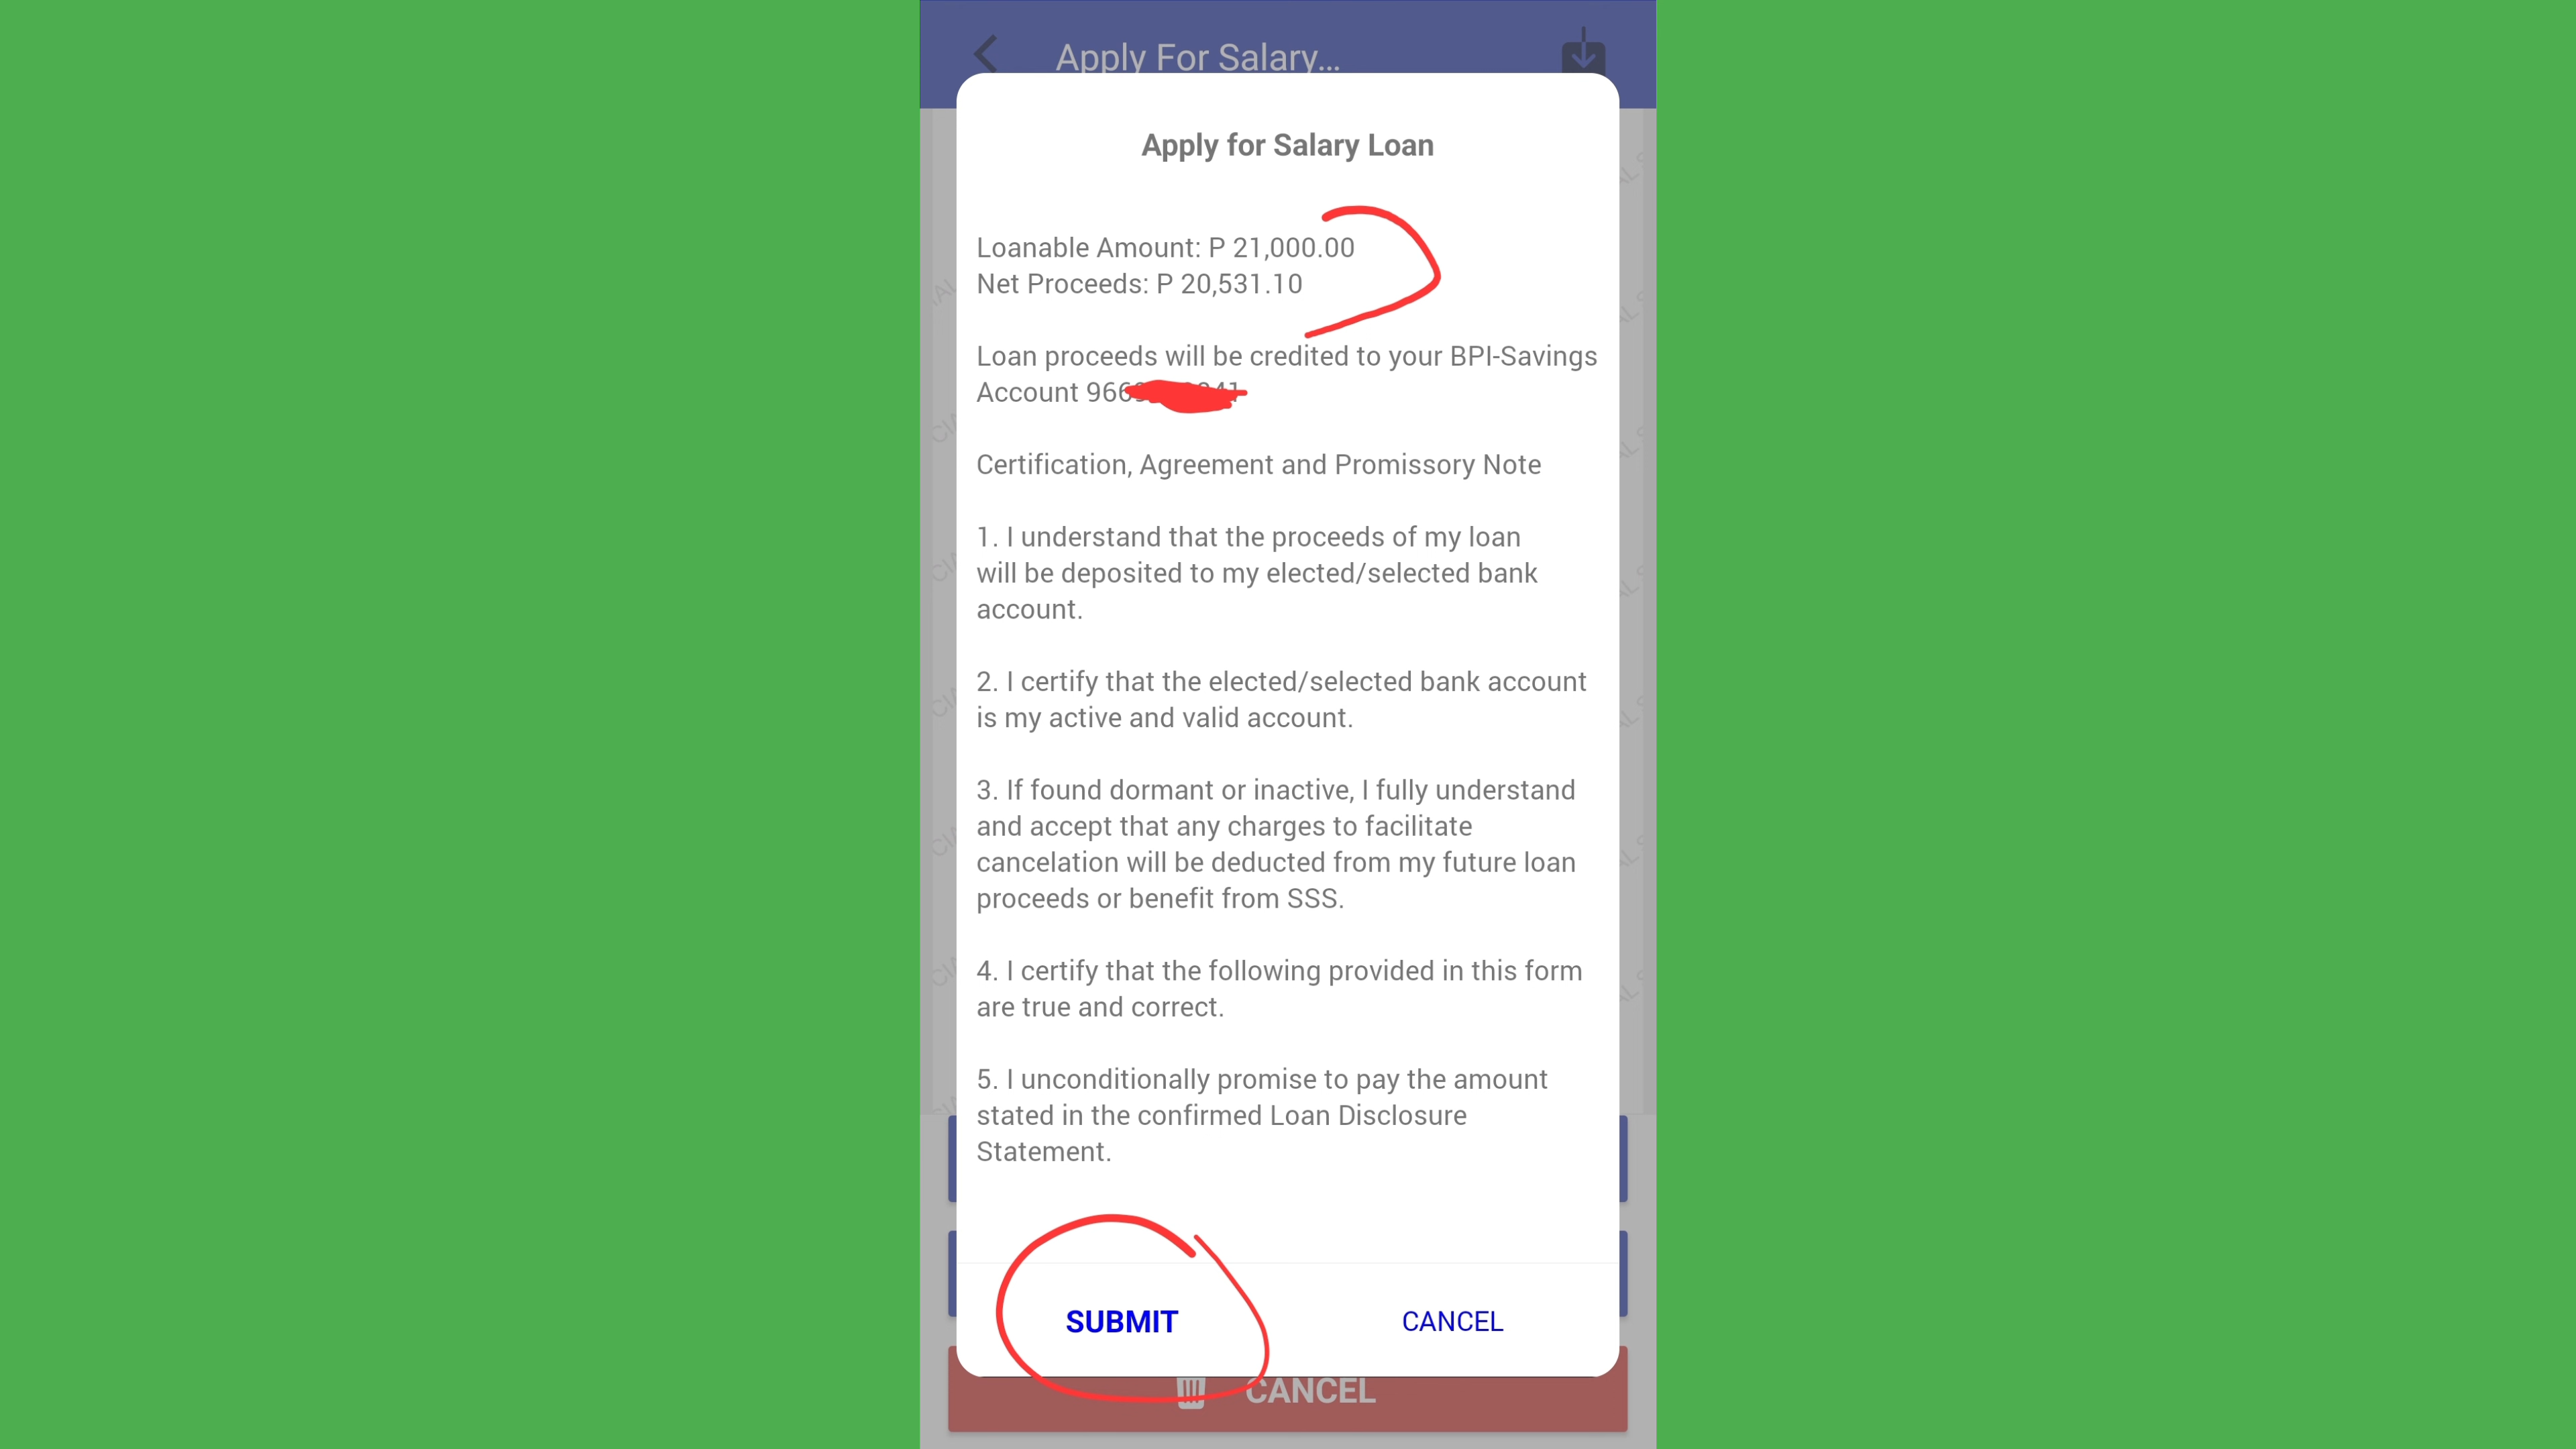 Apply For Salary...
Apply for Salary Loan
Loanable Amount: P 21,000.00
Net Proceeds: P 20,531.10
Loan proceeds will be credited to your BPI-Savings
Account
Certification, Agreement and Promissory Note
1. I understand that the proceeds of my loan
will be deposited to my elected/selected bank
account.
2. I certify that the elected/selected bank account
is my active and valid account.
3. If found dormant or inactive, I fully understand
and accept that any charges to facilitate
cancelation will be deducted from my future loan
proceeds or benefit from SSS.
4. I certify that the following provided in this form
are true and correct.
5. I unconditionally promise to pay the amount
stated in the confirmed Loan Disclosure
Statement.
SUBMIT CANCEL
CANCEL